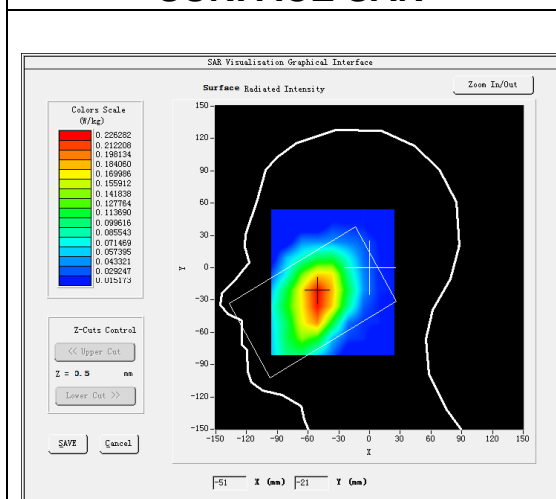 SAR Visualisation Graphical Interface
Surface Radiated Intensity
Zoom In/Out
Colors Scale
(W/kg)
0.226282
0.212208
0.198134
0.184060
0.169986
0.155912
0.141838
0.127764
0.113690
0.099616
0.085543
0.071469
0.057395
0.043321
0.029247
0.015173
Z-Cuts Control
<< Upper Cut
Z = 0.5 mm
Lower Cut >>
SAVE
Cancel
150
120
90
60
30
0
-30
-60
-90
-120
-150
Y
-150 -120 -90 -60 -30 0 30 60 90 120 150
X
-51 X (mm) -21 Y (mm)